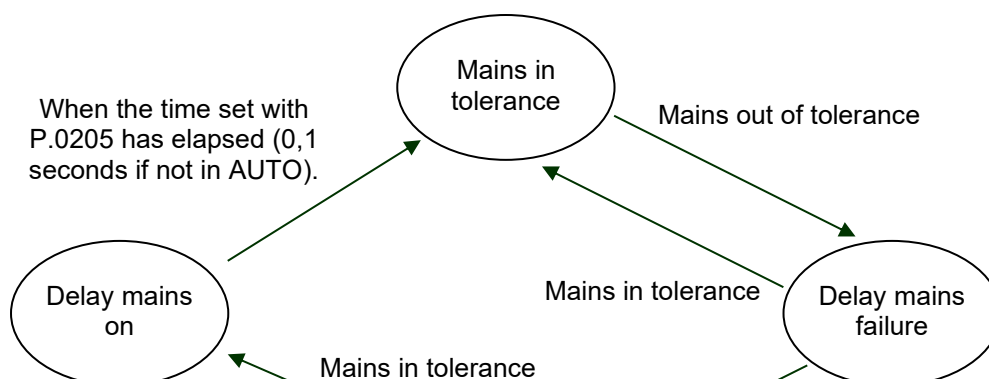 Mains in
tolerance
When the time set with
P.0205 has elapsed (0,1
seconds if not in AUTO).
Mains out of tolerance
Delay mains
on
Mains in tolerance
Delay mains
failure
Mains in tolerance